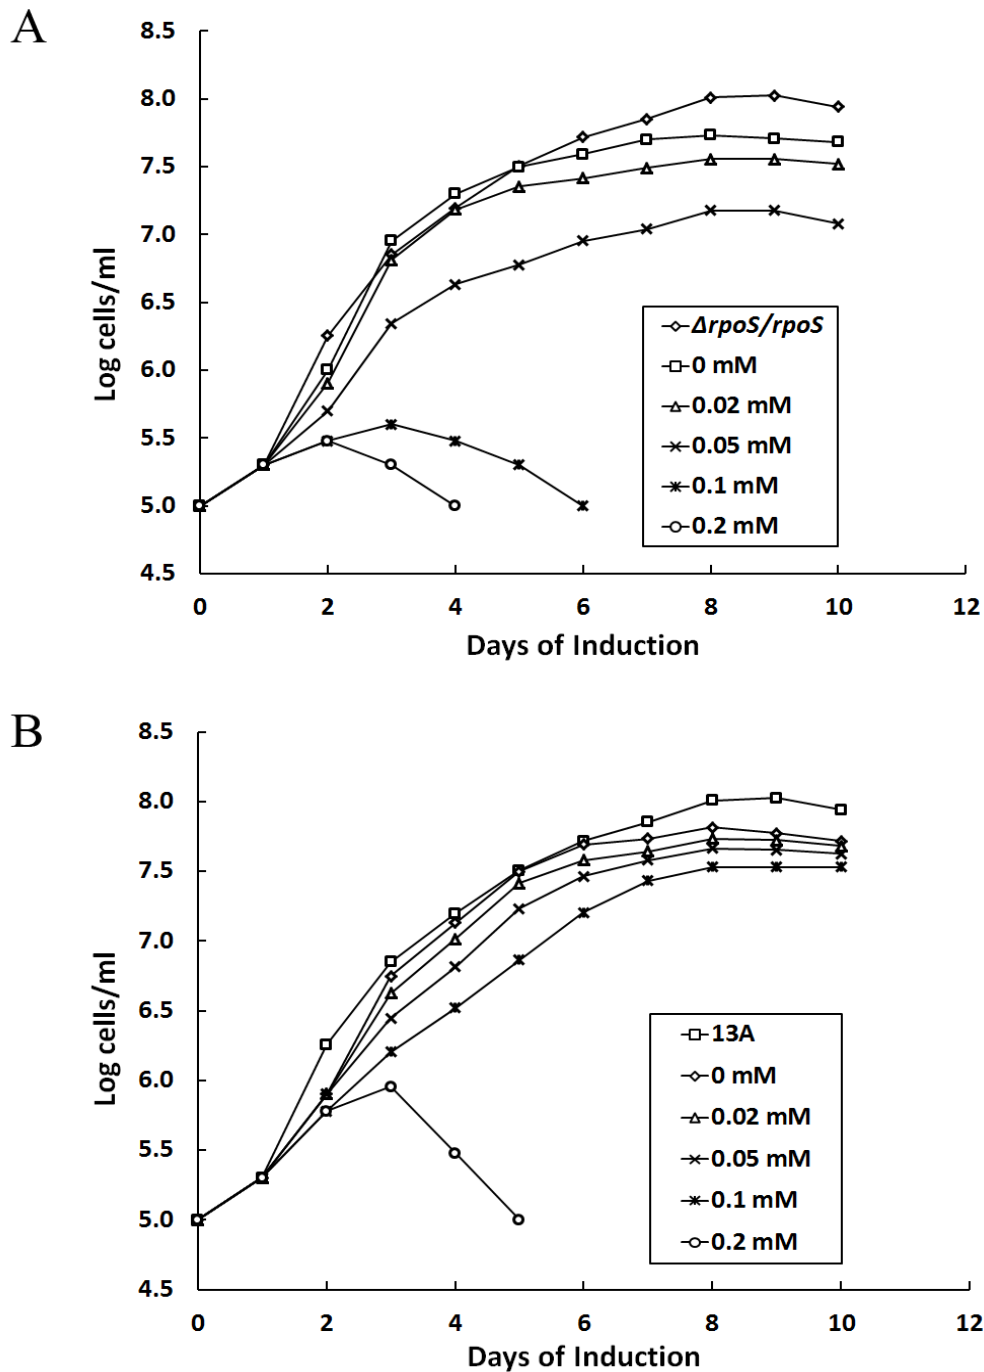 A
8.5
8.0
7.5
7.0
6.5
6.0
5.5
5.0
4.5
Log cells/ml
ΔrpoS/rpoS
0 mM
0.02 mM
0.05 mM
0.1 mM
0.2 mM
0 2 4 6 8 10 12
Days of Induction
B
8.5
8.0
7.5
7.0
6.5
6.0
5.5
5.0
4.5
Log cells/ml
13A
0 mM
0.02 mM
0.05 mM
0.1 mM
0.2 mM
0 2 4 6 8 10 12
Days of Induction